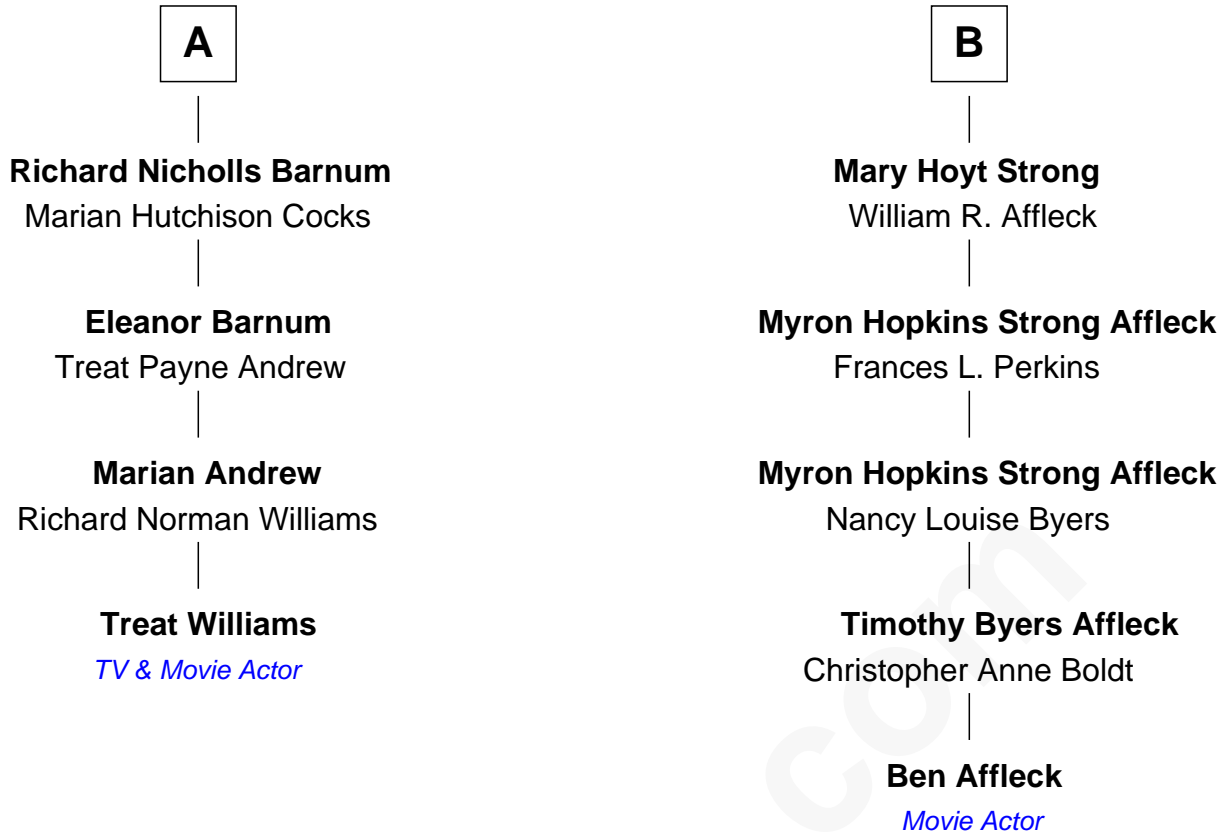 A
Richard Nicholls Barnum
Marian Hutchison Cocks
Eleanor Barnum
Treat Payne Andrew
Marian Andrew
Richard Norman Williams
Treat Williams
TV & Movie Actor
B
Mary Hoyt Strong
William R. Affleck
Myron Hopkins Strong Affleck
Frances L. Perkins
Myron Hopkins Strong Affleck
Nancy Louise Byers
Timothy Byers Affleck
Christopher Anne Boldt
Ben Affleck
Movie Actor
com